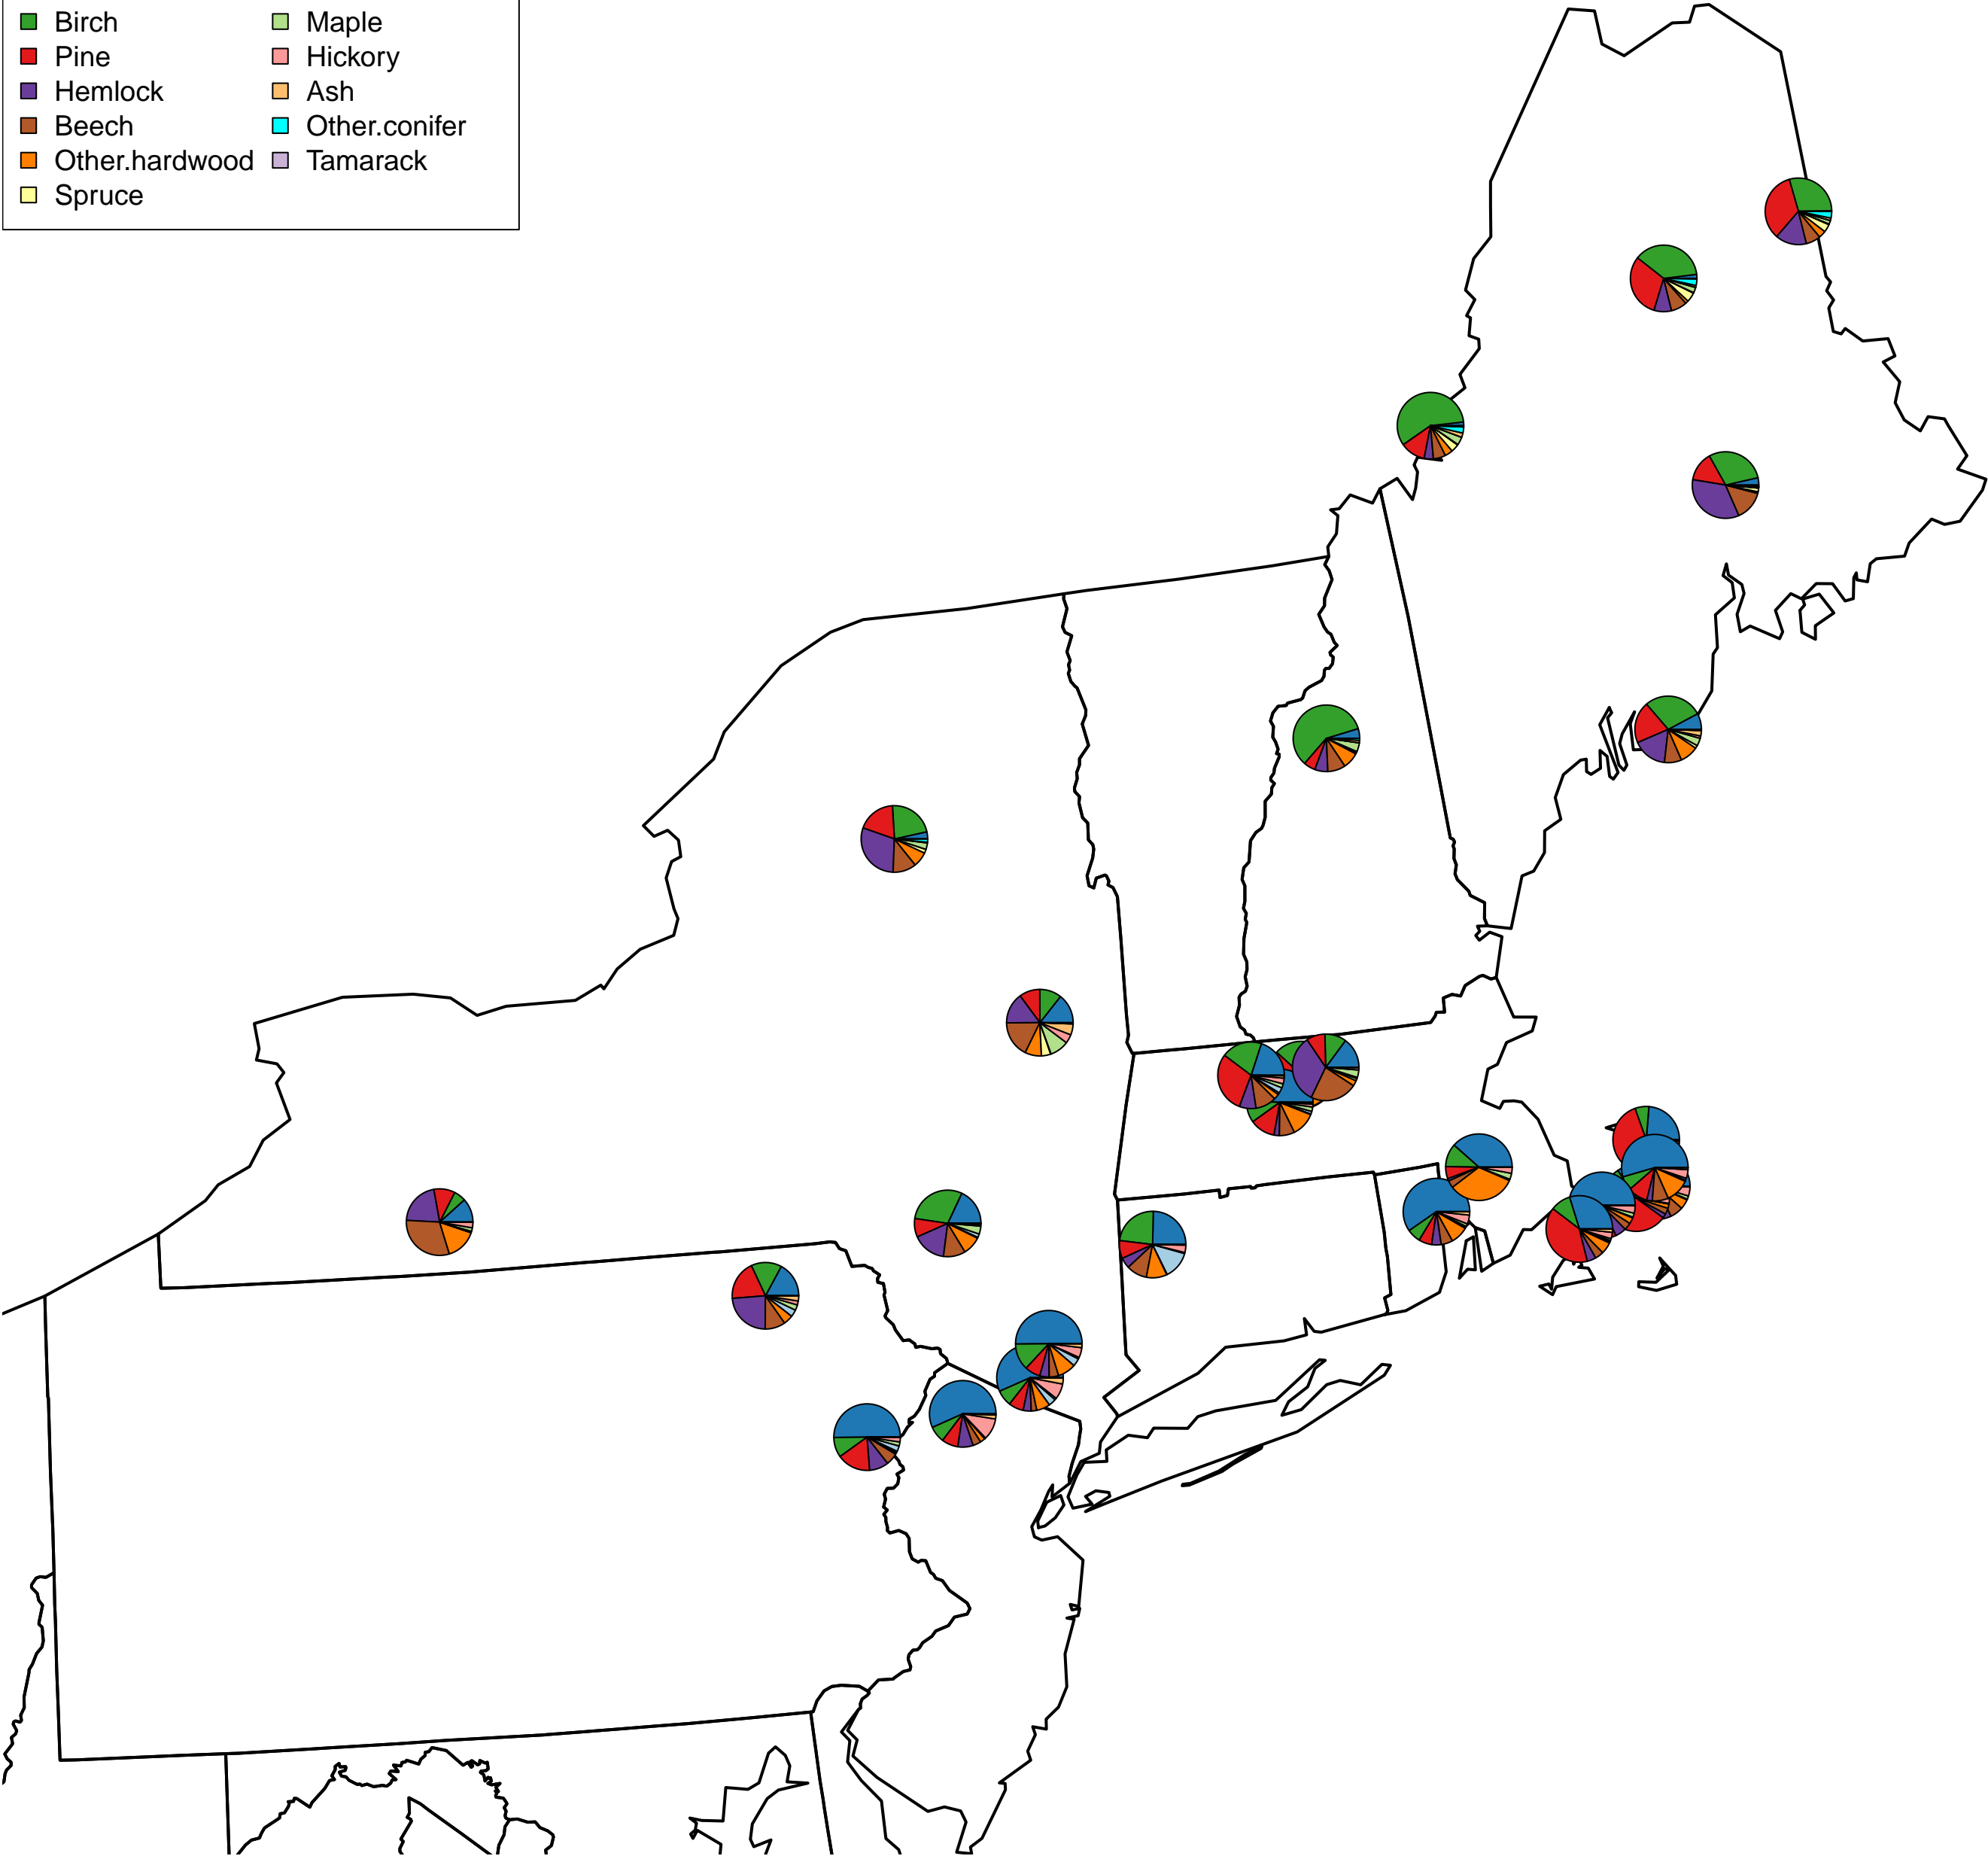 Birch
Pine
Hemlock
Beech
Other.hardwood
Spruce
Maple
Hickory
Ash
Other.conifer
Tamarack